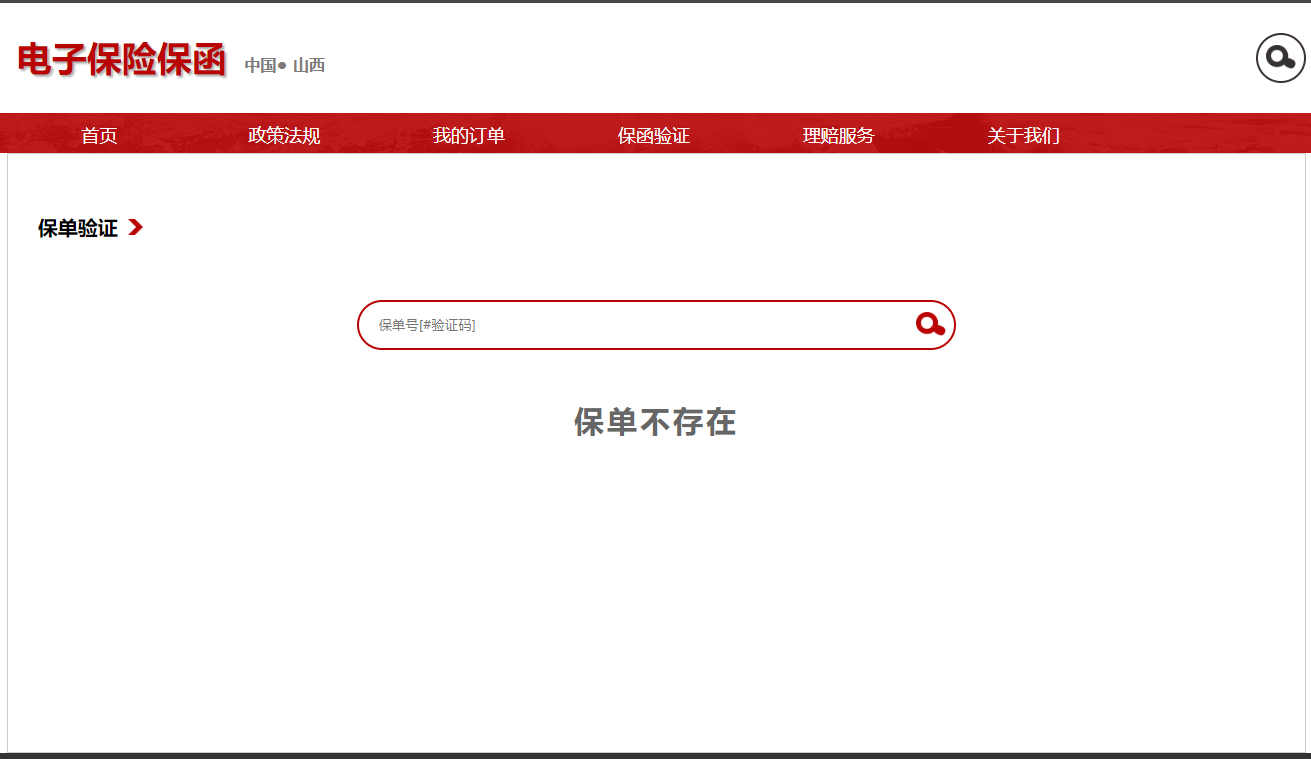 电子保险保函 中国● 山西
首页 政策法规 我的订单 保函验证 理赔服务 关于我们
保单验证
保单号[#验证码]
保单不存在